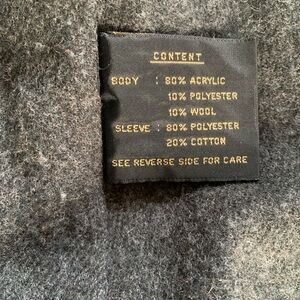 CONTENT
BODY : 80% ACRYLIC
10% POLYESTER
10% WOOL
SLEEVE : 80% POLYESTER
20% COTTON
SEE REVERSE SIDE FOR CARE